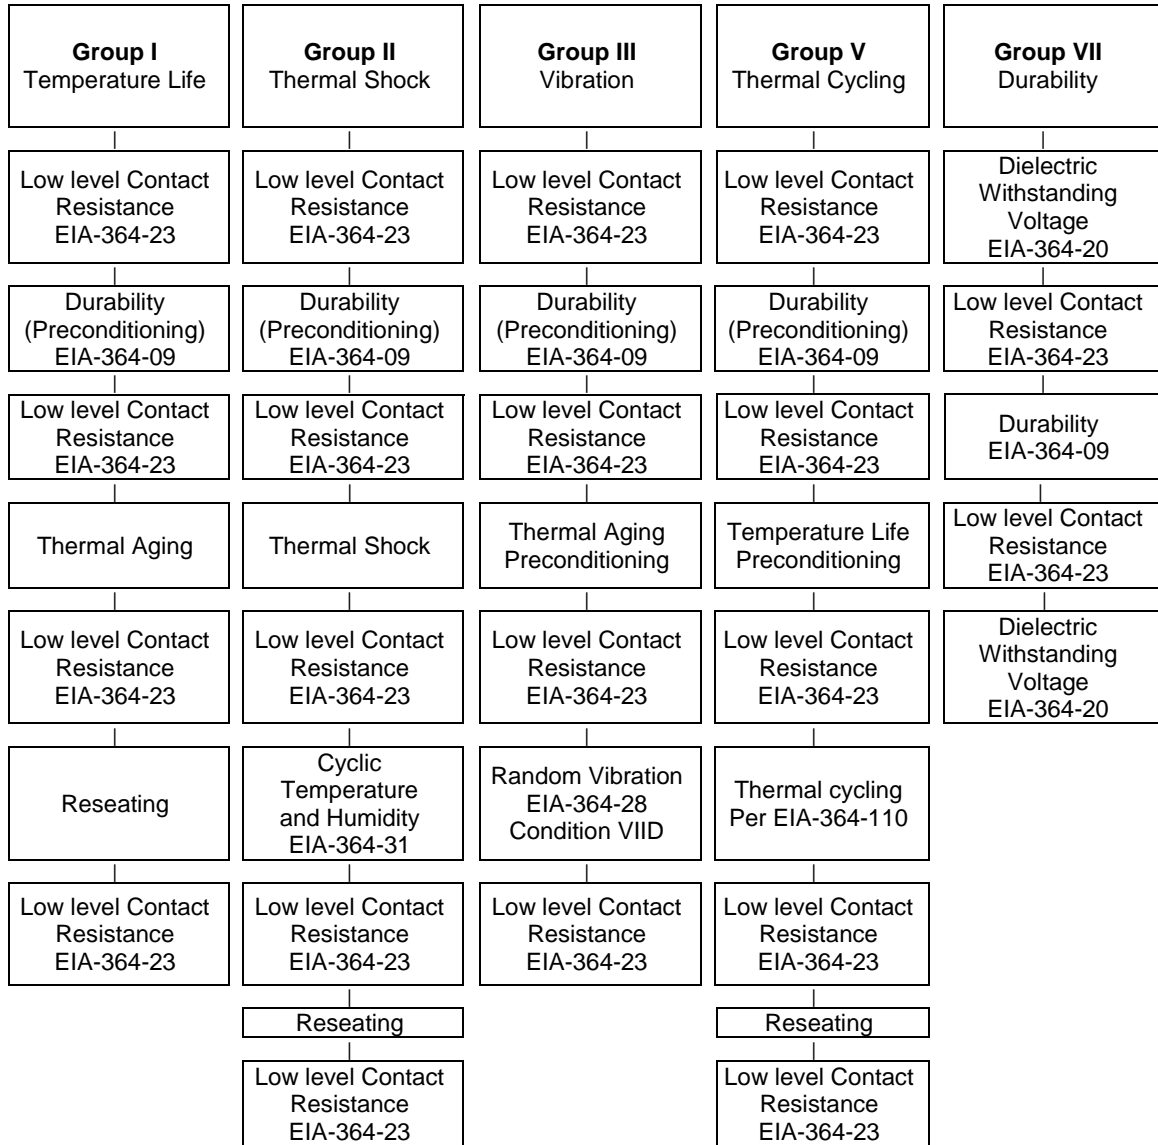 Group I
Temperature Life
Low level Contact
Resistance
EIA-364-23
Durability
(Preconditioning)
EIA-364-09
Low level Contact
Resistance
EIA-364-23
Thermal Aging
Low level Contact
Resistance
EIA-364-23
Reseating
Low level Contact
Resistance
EIA-364-23
Group II
Thermal Shock
Low level Contact
Resistance
EIA-364-23
Durability
(Preconditioning)
EIA-364-09
Low level Contact
Resistance
EIA-364-23
Thermal Shock
Low level Contact
Resistance
EIA-364-23
Cyclic
Temperature
and Humidity
EIA-364-31
Low level Contact
Resistance
EIA-364-23
Reseating
Low level Contact
Resistance
EIA-364-23
Group III
Vibration
Low level Contact
Resistance
EIA-364-23
Durability
(Preconditioning)
EIA-364-09
Low level Contact
Resistance
EIA-364-23
Thermal Aging
Preconditioning
Low level Contact
Resistance
EIA-364-23
Random Vibration
EIA-364-28
Condition VIID
Low level Contact
Resistance
EIA-364-23
Group V
Thermal Cycling
Low level Contact
Resistance
EIA-364-23
Durability
(Preconditioning)
EIA-364-09
Low level Contact
Resistance
EIA-364-23
Temperature Life
Preconditioning
Low level Contact
Resistance
EIA-364-23
Thermal cycling
Per EIA-364-110
Low level Contact
Resistance
EIA-364-23
Reseating
Low level Contact
Resistance
EIA-364-23
Group VII
Durability
Dielectric
Withstanding
Voltage
EIA-364-20
Low level Contact
Resistance
EIA-364-23
Durability
EIA-364-09
Low level Contact
Resistance
EIA-364-23
Dielectric
Withstanding
Voltage
EIA-364-20